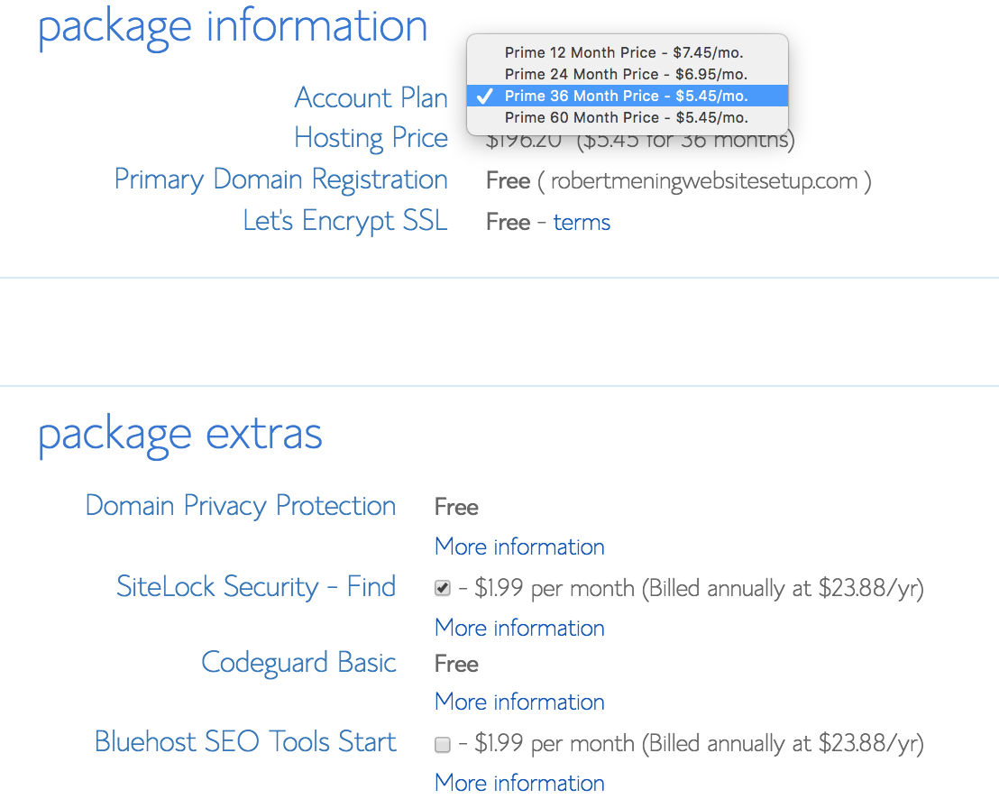 package information
Prime 12 Month Price - $7.45/mo.
Prime 24 Month Price - $6.95/mo.
Account Plan
Prime 36 Month Price - $5.45/mo.
Prime 60 Month Price - $5.45/mo.
Hosting Price $196.20 ($5.45 for 36 months)
Primary Domain Registration Free ( robertmeningwebsitesetup.com )
Let's Encrypt SSL Free - terms
package extras
Domain Privacy Protection Free
More information
SiteLock Security - Find - $1.99 per month (Billed annually at $23.88/yr)
More information
Codeguard Basic Free
More information
Bluehost SEO Tools Start - $1.99 per month (Billed annually at $23.88/yr)
More information